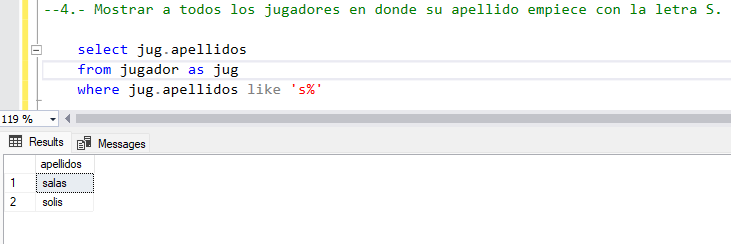 --4.- Mostrar a todos los jugadores en donde su apellido empiece con la letra S.
select jug.apellidos
from jugador as jug
where jug.apellidos like 's%'
119 %
Results Messages
apellidos
1 salas
2 solis